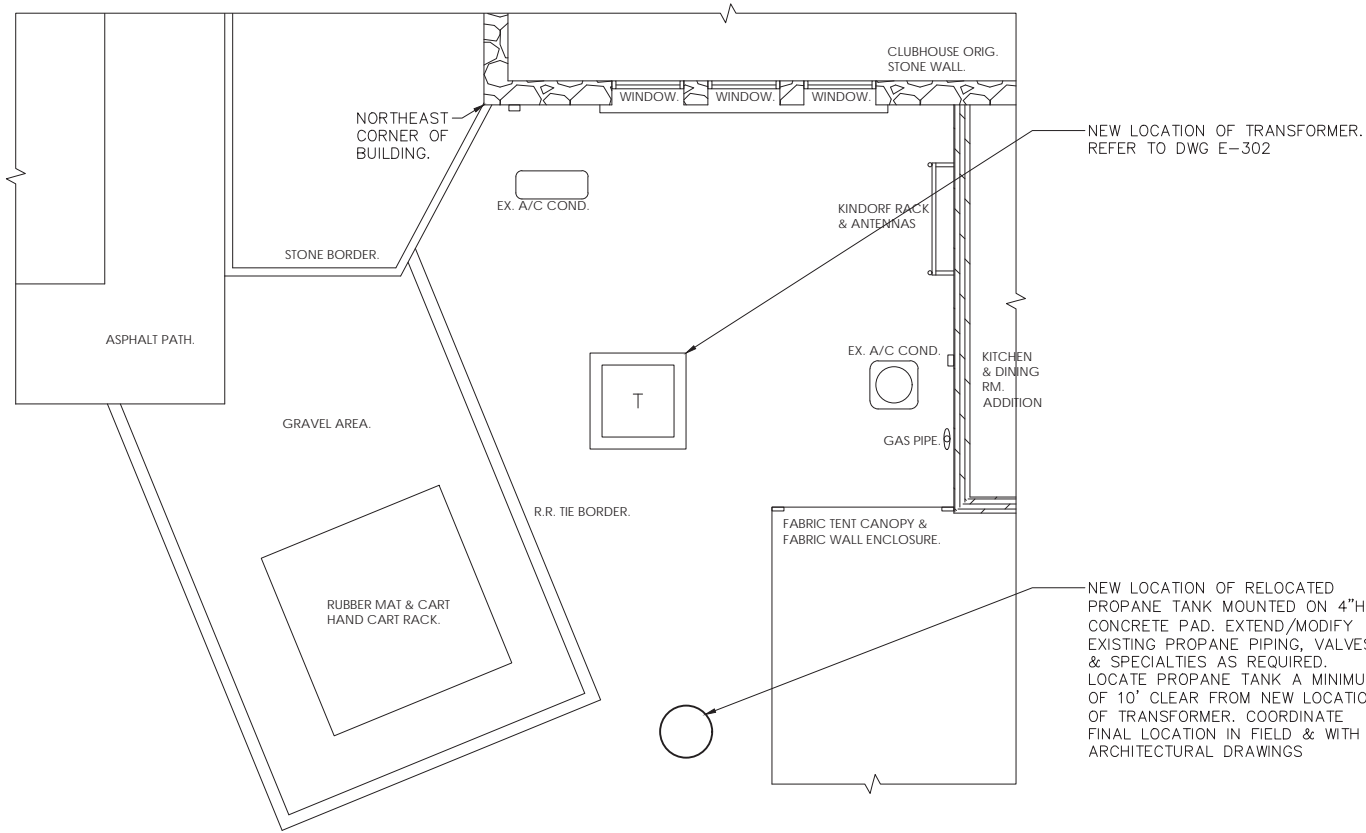 CLUBHOUSE ORIG.
STONE WALL.
WINDOW.
WINDOW.
WINDOW.
NORTHEAST
CORNER OF
BUILDING.
NEW LOCATION OF TRANSFORMER.
REFER TO DWG E-302
EX. A/C COND.
KINDORF RACK
& ANTENNAS
STONE BORDER.
ASPHALT PATH.
EX. A/C COND.
KITCHEN
& DINING
RM.
ADDITION
T
GRAVEL AREA.
GAS PIPE.
R.R. TIE BORDER.
FABRIC TENT CANOPY &
FABRIC WALL ENCLOSURE.
RUBBER MAT & CART
HAND CART RACK.
NEW LOCATION OF RELOCATED
PROPANE TANK MOUNTED ON 4"H
CONCRETE PAD. EXTEND/MODIFY
EXISTING PROPANE PIPING, VALVES
& SPECIALTIES AS REQUIRED.
LOCATE PROPANE TANK A MINIMU
OF 10' CLEAR FROM NEW LOCATIO
OF TRANSFORMER. COORDINATE
FINAL LOCATION IN FIELD & WITH
ARCHITECTURAL DRAWINGS